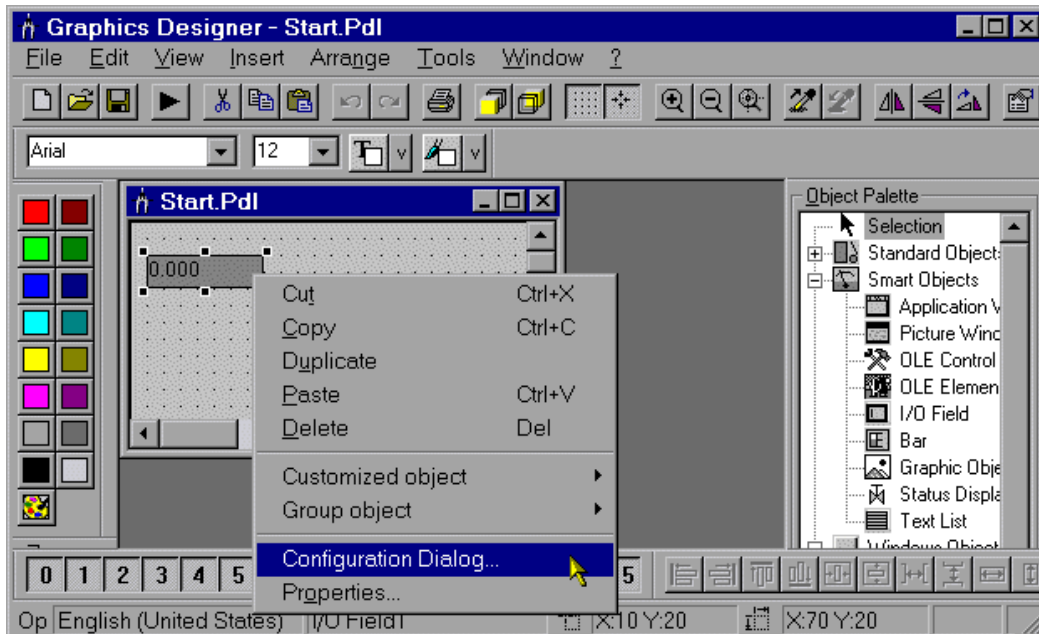 Graphics Designer - Start.Pdl
File Edit View Insert Arrange Tools Window ?
Arial 12
Start.Pdl
0.000
Cut Ctrl+X
Copy Ctrl+C
Duplicate
Paste Ctrl+V
Delete Del
Customized object
Group object
Configuration Dialog...
Properties...
Object Palette
Selection
Standard Object
Smart Objects
Application
Picture Winc
OLE Control
OLE Elemen
I/O Field
Bar
Graphic Obje
Status Displa
Text List
0 1 2 3 4 5 5
Op English (United States) I/O Field1 X:10 Y:20 X:70 Y:20